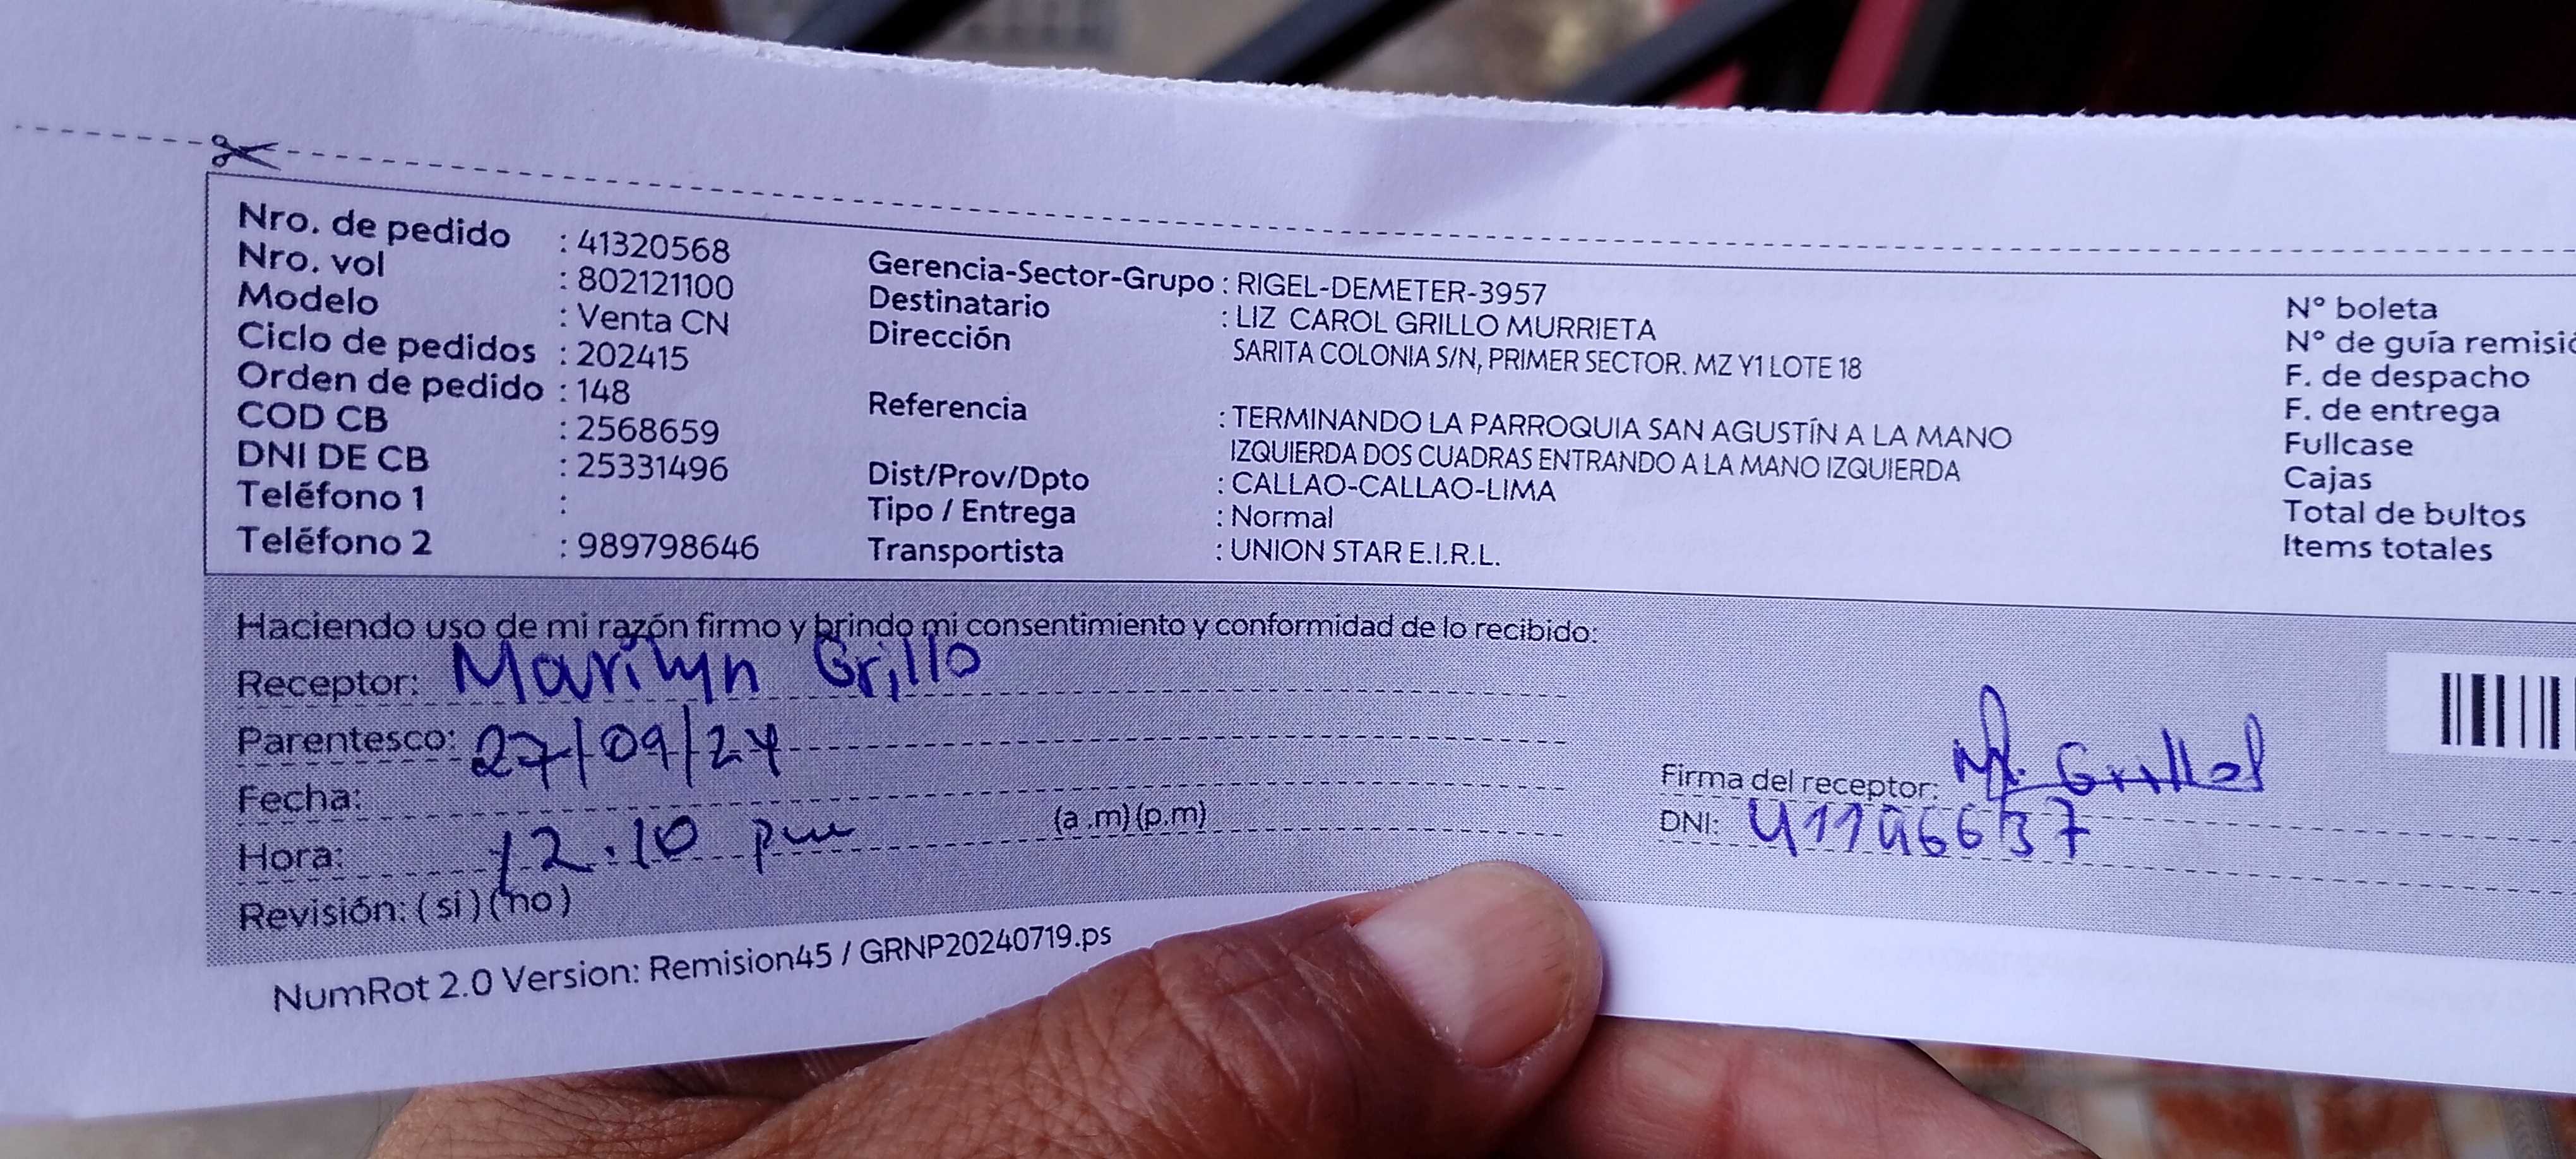 Nro. de pedido : 41320568
Nro. vol : 802121100
Modelo : Venta CN
Ciclo de pedidos : 202415
Orden de pedido : 148
COD CB : 2568659
DNI DE CB : 25331496
Teléfono 1 :
Teléfono 2 : 989798646
Gerencia-Sector-Grupo : RIGEL-DEMETER-3957
Destinatario : LIZ CAROL GRILLO MURRIETA
Dirección SARITA COLONIA S/N, PRIMER SECTOR. MZ Y1 LOTE 18
Referencia : TERMINANDO LA PARROQUIA SAN AGUSTÍN A LA MANO
IZQUIERDA DOS CUADRAS ENTRANDO A LA MANO IZQUIERDA
Dist/Prov/Dpto : CALLAO-CALLAO-LIMA
Tipo / Entrega : Normal
Transportista : UNION STAR E.I.R.L.
N° boleta
N° de guía remisió
F. de despacho
F. de entrega
Fullcase
Cajas
Total de bultos
Items totales
Haciendo uso de mi razón firmo y brindo mi consentimiento y conformidad de lo recibido:
Receptor: Marilyn Grillo
Parentesco: 27/09/24
Fecha:
Hora: 12.10 pm (a .m) (p.m)
Revisión: ( si ) ( no )
Firma del receptor: M. Grillo
DNI:
NumRot 2.0 Version: Remision45 / GRNP20240719.ps